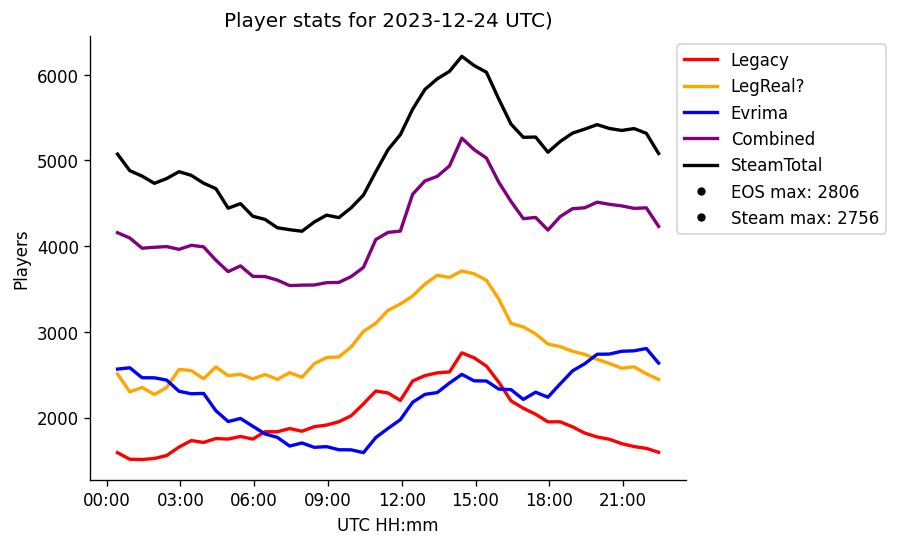 Player stats for 2023-12-24 UTC)
Legacy
LegReal?
Evrima
Combined
SteamTotal
EOS max: 2806
Steam max: 2756
6000
5000
4000
3000
2000
Players
00:00 03:00 06:00 09:00 12:00 15:00 18:00 21:00
UTC HH:mm